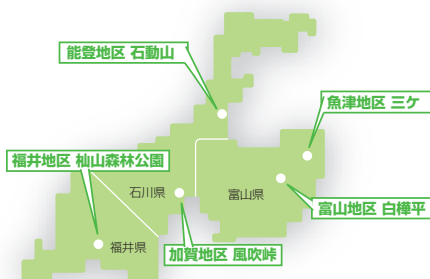 能登地区 石動山
魚津地区 三ケ
福井地区 杣山森林公園
石川県
富山県
富山地区 白樺平
福井県
加賀地区 風吹峠